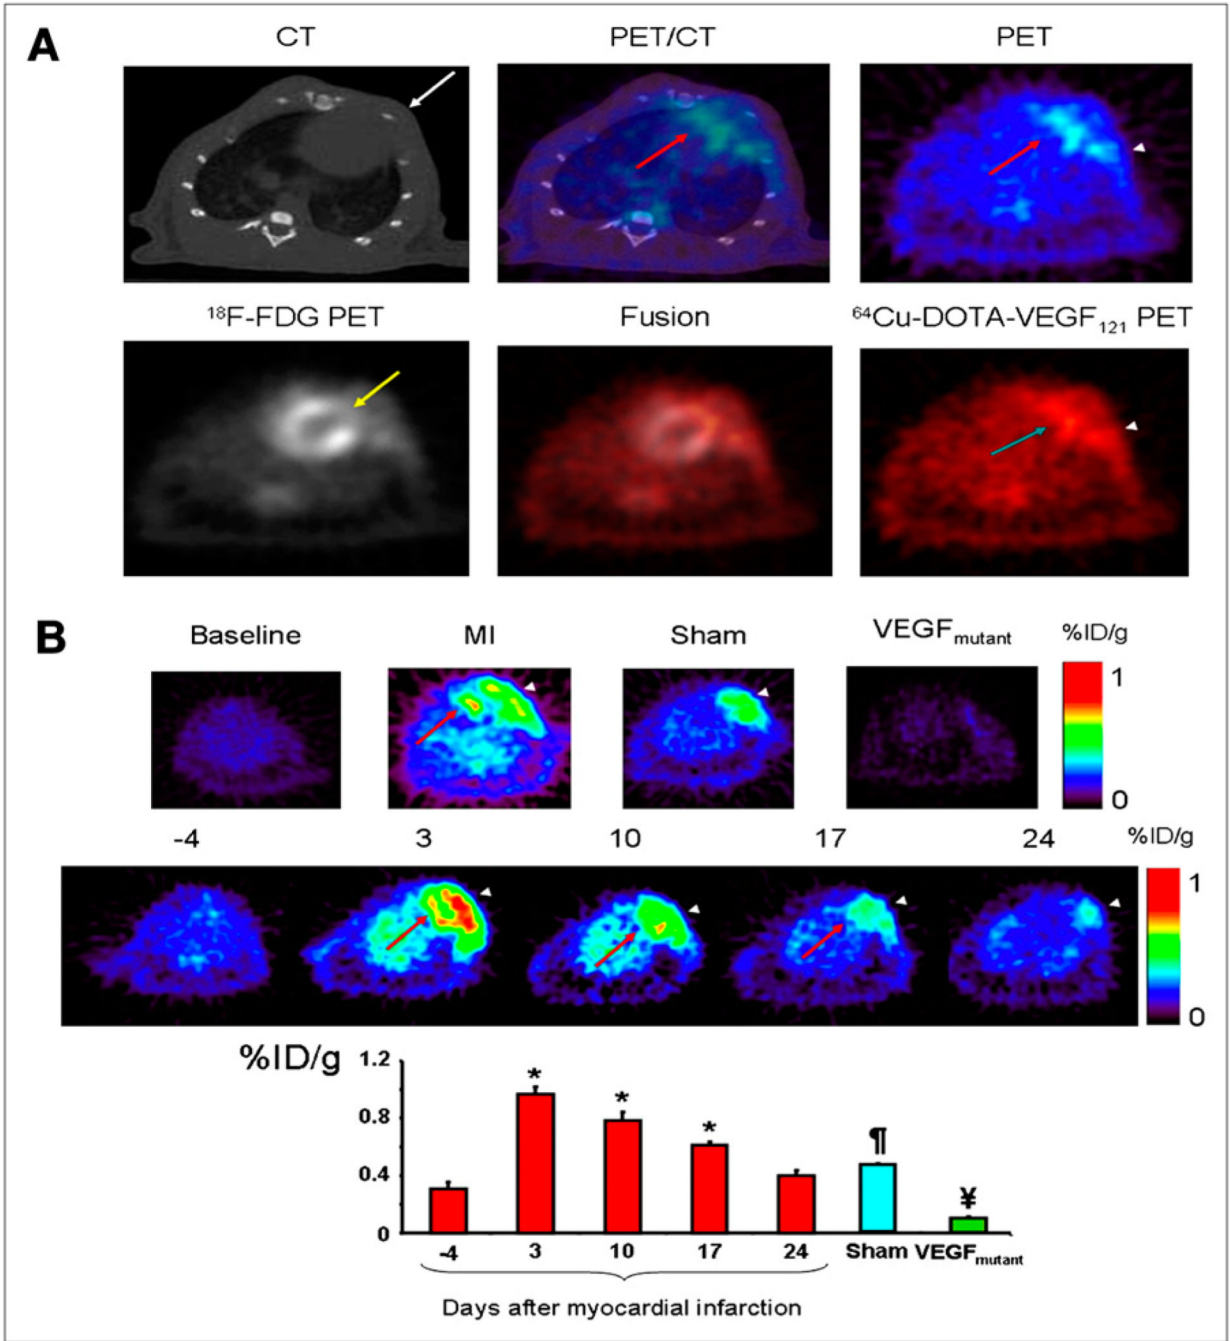 A
CT PET/CT PET
¹⁸F-FDG PET Fusion ⁶⁴Cu-DOTA-VEGF₁₂₁ PET
B
Baseline MI Sham VEGFmutant %ID/g
1
0
-4 3 10 17 24 %ID/g
1
0
%ID/g
1.2
0.8
0.4
0
* * * ¶ ¥
-4 3 10 17 24 Sham VEGFmutant
Days after myocardial infarction